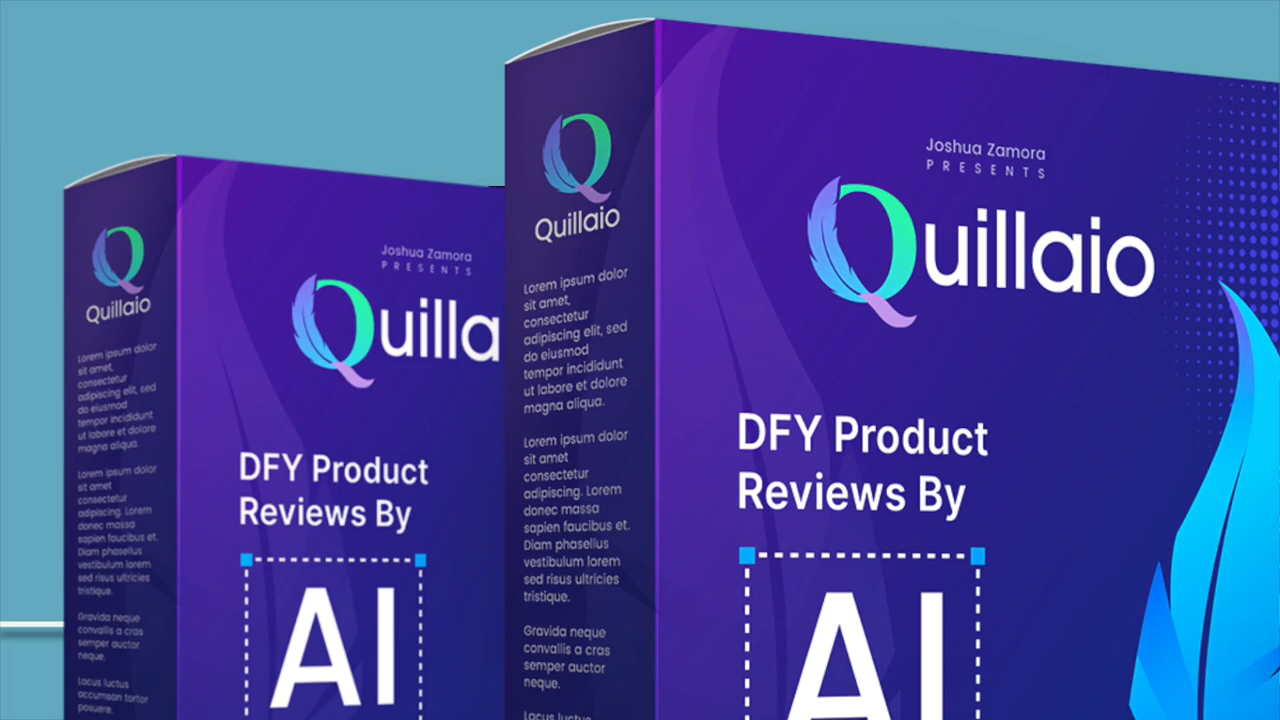 Quillaio
Lorem ipsum dolor
sit amet,
consectetur
adipiscing elit, sed
do eiusmod
tempor incididunt
ut labore et dolore
magna aliqua.
Lorem ipsum dolor
sit amet
consectetur
adipiscing. Lorem
donec massa
sapien faucibus et.
Diam phasellus
vestibulum lorem
sed risus ultricies
tristique.
Gravida neque
convallis a cras
semper auctor
neque.
Lacus luctus
accumsan tortor
posuere.
Joshua Zamora
PRESENTS
Quilla
DFY Product
Reviews By
AI
Quillaio
Lorem ipsum dolor
sit amet,
consectetur
adipiscing elit, sed
do eiusmod
tempor incididunt
ut labore et dolore
magna aliqua.
Lorem ipsum dolor
sit amet
consectetur
adipiscing. Lorem
donec massa
sapien faucibus et.
Diam phasellus
vestibulum lorem
sed risus ultricies
tristique.
Gravida neque
convallis a cras
semper auctor
neque.
Lacus luctus
Joshua Zamora
PRESENTS
Quillaio
DFY Product
Reviews By
AI